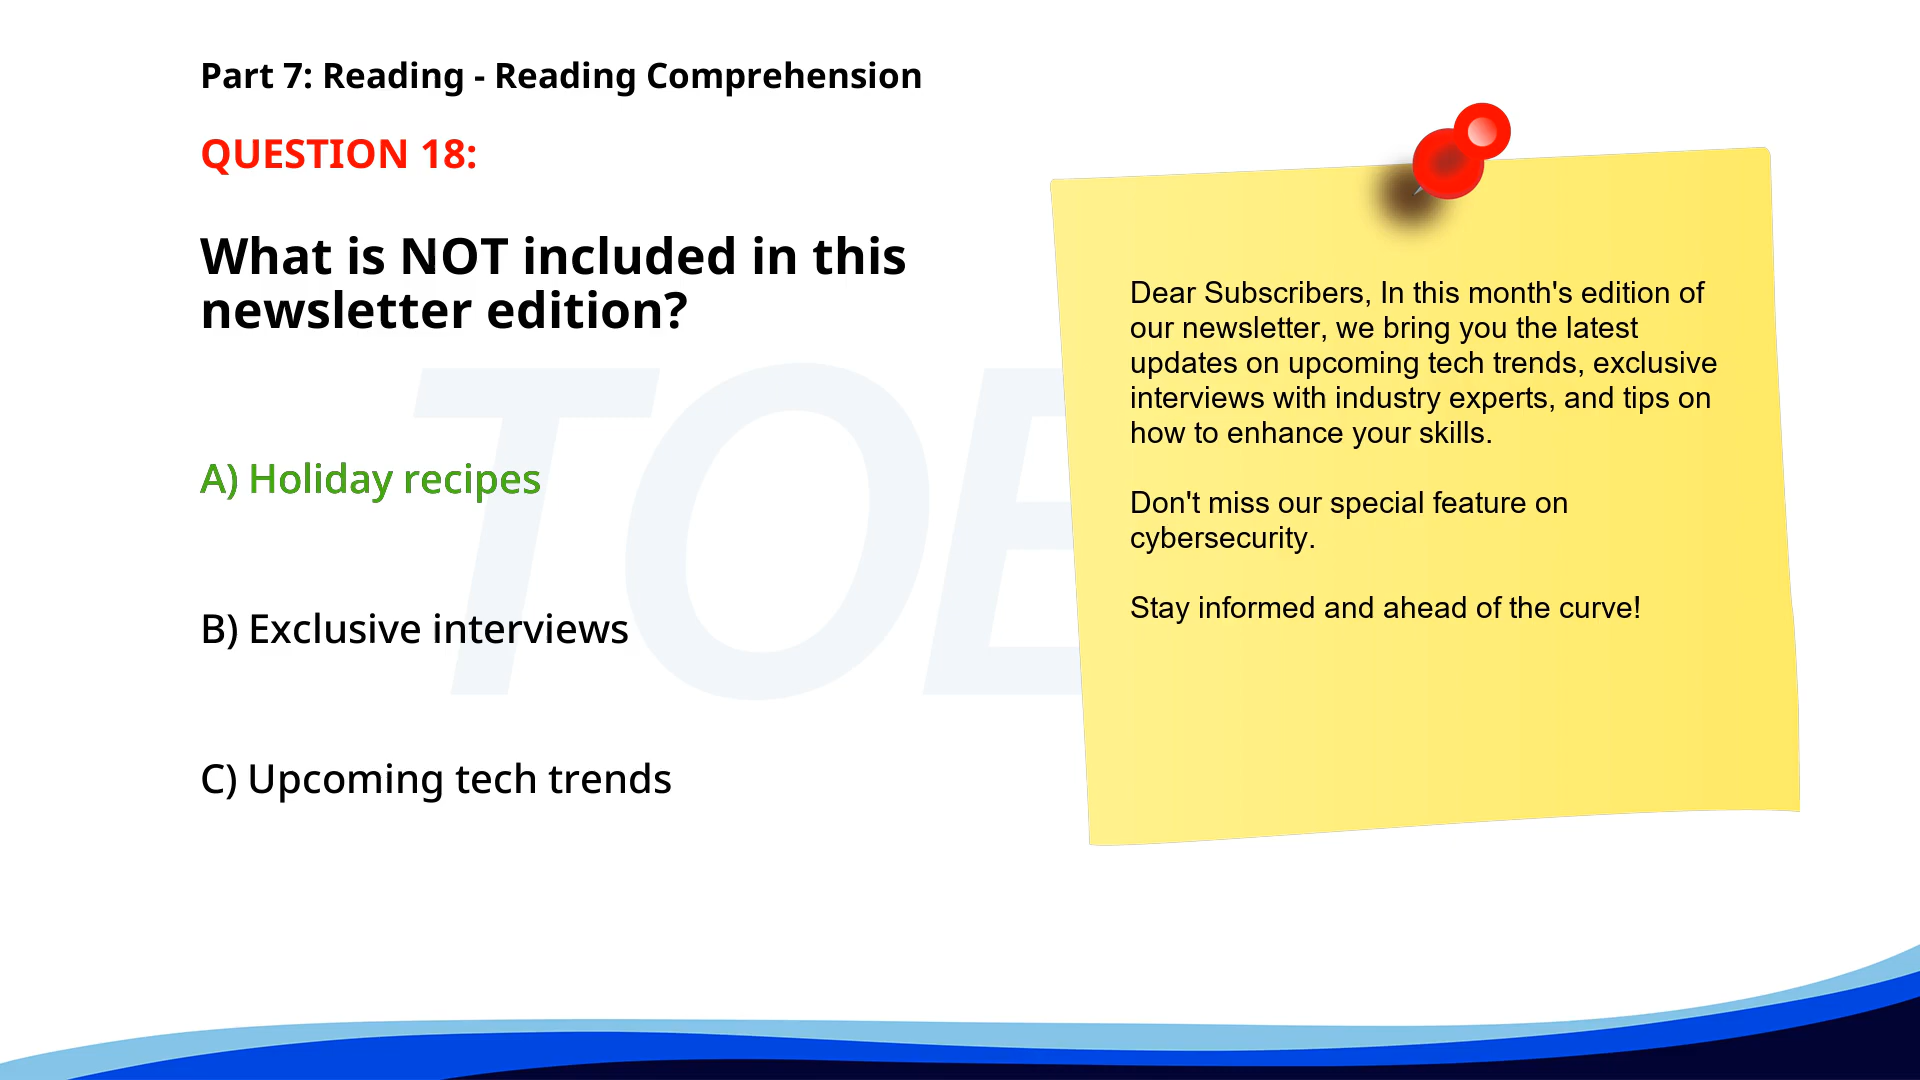 Part 7: Reading - Reading Comprehension
QUESTION 18:
What is NOT included in this
newsletter edition?
A) Holiday recipes
B) Exclusive interviews
C) Upcoming tech trends
Dear Subscribers, In this month's edition of
our newsletter, we bring you the latest
updates on upcoming tech trends, exclusive
interviews with industry experts, and tips on
how to enhance your skills.
Don't miss our special feature on
cybersecurity.
Stay informed and ahead of the curve!